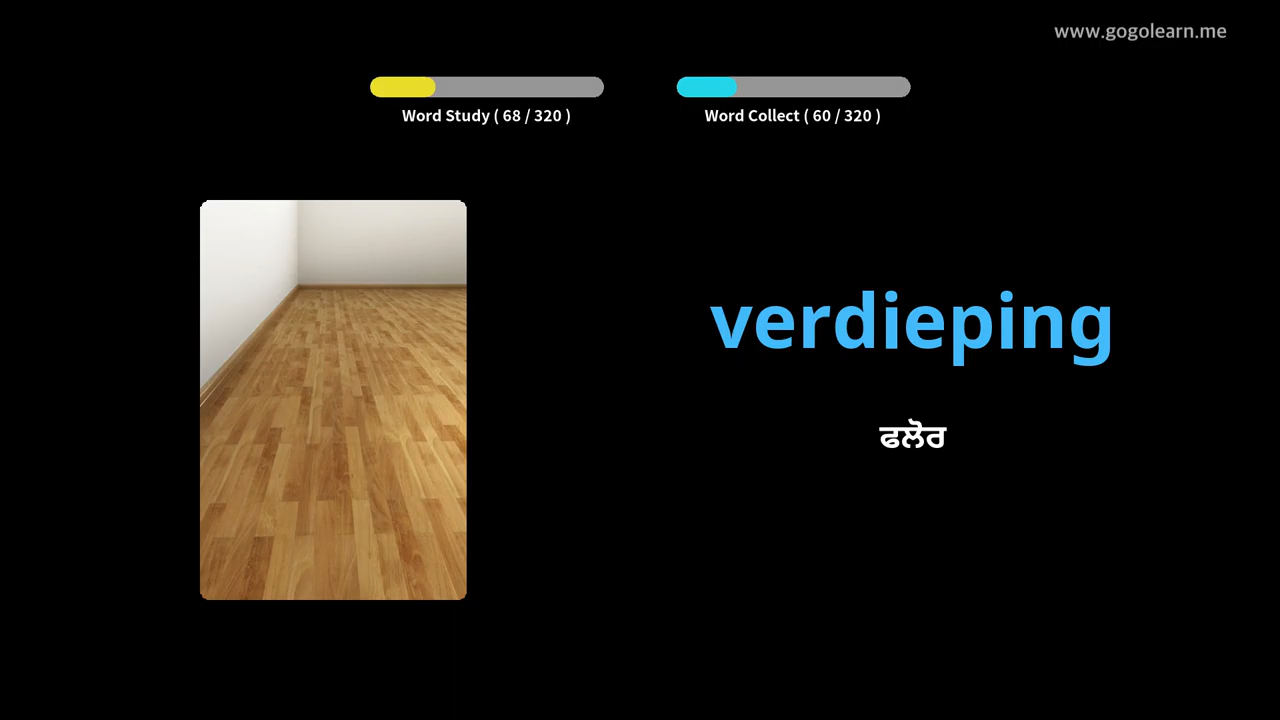 www.gogolearn.me
Word Study ( 68 / 320 )
Word Collect ( 60 / 320 )
verdieping
ਫਲੋਰ